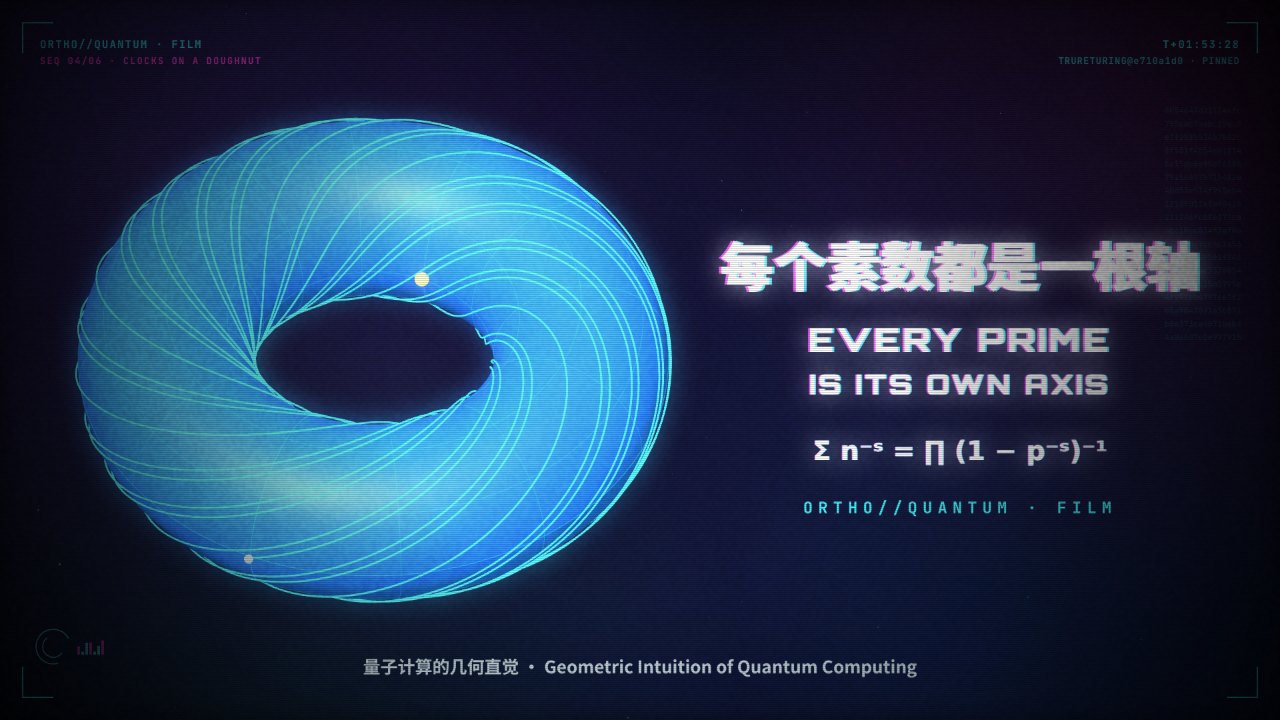 ORTHO//QUANTUM · FILM
SEQ 04/06 · CLOCKS ON A DOUGHNUT
T+01:53:28
TRURETURING@e710a1d8 · PINNED
每个素数都是一根轴
EVERY PRIME
IS ITS OWN AXIS
Σ n⁻ˢ = ∏ (1 − p⁻ˢ)⁻¹
ORTHO//QUANTUM · FILM
量子计算的几何直觉 · Geometric Intuition of Quantum Computing